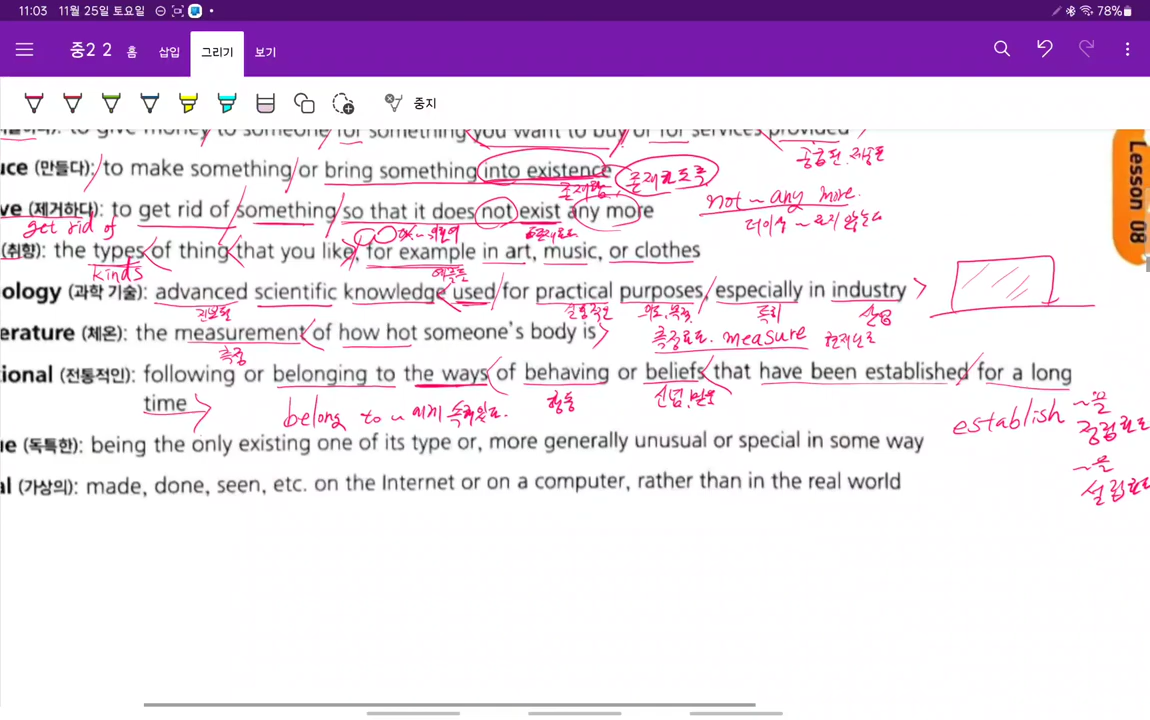 11:03 11월 25일 토요일 78%
중2 2 홈 삽입 그리기 보기
중지
to give money to someone for something you want to buy or for services provided
공급된, 제공된
uce (만들다): to make something or bring something into existence
존재하도록
ve (제거하다): to get rid of something so that it does not exist any more
not ~ any more
get rid of
더이상 ~ 하지 않는다
(취향): the types of thing that you like, for example in art, music, or clothes
kinds
예를들면
ology (과학 기술): advanced scientific knowledge used for practical purposes, especially in industry
진보된 실용적인 의도, 목적 특히 산업
erature (체온): the measurement of how hot someone's body is
측정 측정하다. measure
tional (전통적인): following or belonging to the ways of behaving or beliefs that have been established for a long
time
belong to ~에게 속해있다. 행동 신념, 믿음
establish ~을
정립하다
~을
설립하다
ue (독특한): being the only existing one of its type or, more generally unusual or special in some way
al (가상의): made, done, seen, etc. on the Internet or on a computer, rather than in the real world
Lesson 08